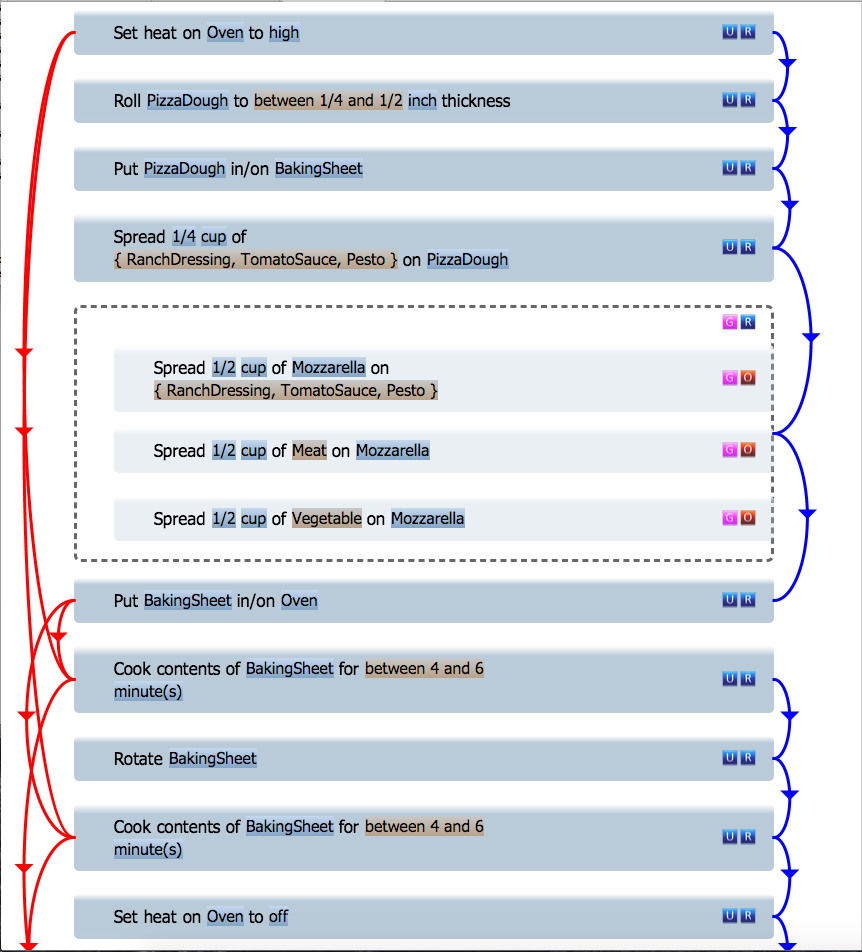 Set heat on Oven to high U R
Roll PizzaDough to between 1/4 and 1/2 inch thickness U R
Put PizzaDough in/on BakingSheet U R
Spread 1/4 cup of
{ RanchDressing, TomatoSauce, Pesto } on PizzaDough U R
G R
Spread 1/2 cup of Mozzarella on
{ RanchDressing, TomatoSauce, Pesto } G O
Spread 1/2 cup of Meat on Mozzarella G O
Spread 1/2 cup of Vegetable on Mozzarella G O
Put BakingSheet in/on Oven U R
Cook contents of BakingSheet for between 4 and 6
minute(s) U R
Rotate BakingSheet U R
Cook contents of BakingSheet for between 4 and 6
minute(s) U R
Set heat on Oven to off U R